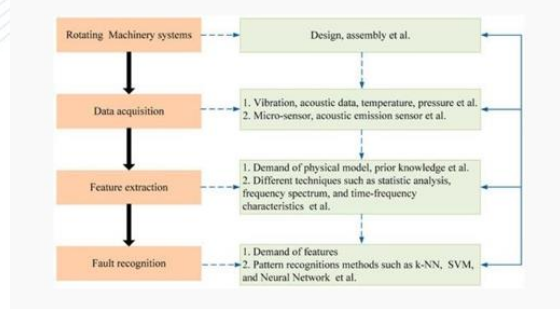 Rotating Machinery systems
Design, assembly et al.
Data acquisition
1. Vibration, acoustic data, temperature, pressure et al.
2. Micro-sensor, acoustic emission sensor et al.
Feature extraction
1. Demand of physical model, prior knowledge et al.
2. Different techniques such as statistic analysis,
frequency spectrum, and time-frequency
characteristics et al.
Fault recognition
1. Demand of features
2. Pattern recognitions methods such as k-NN, SVM,
and Neural Network et al.